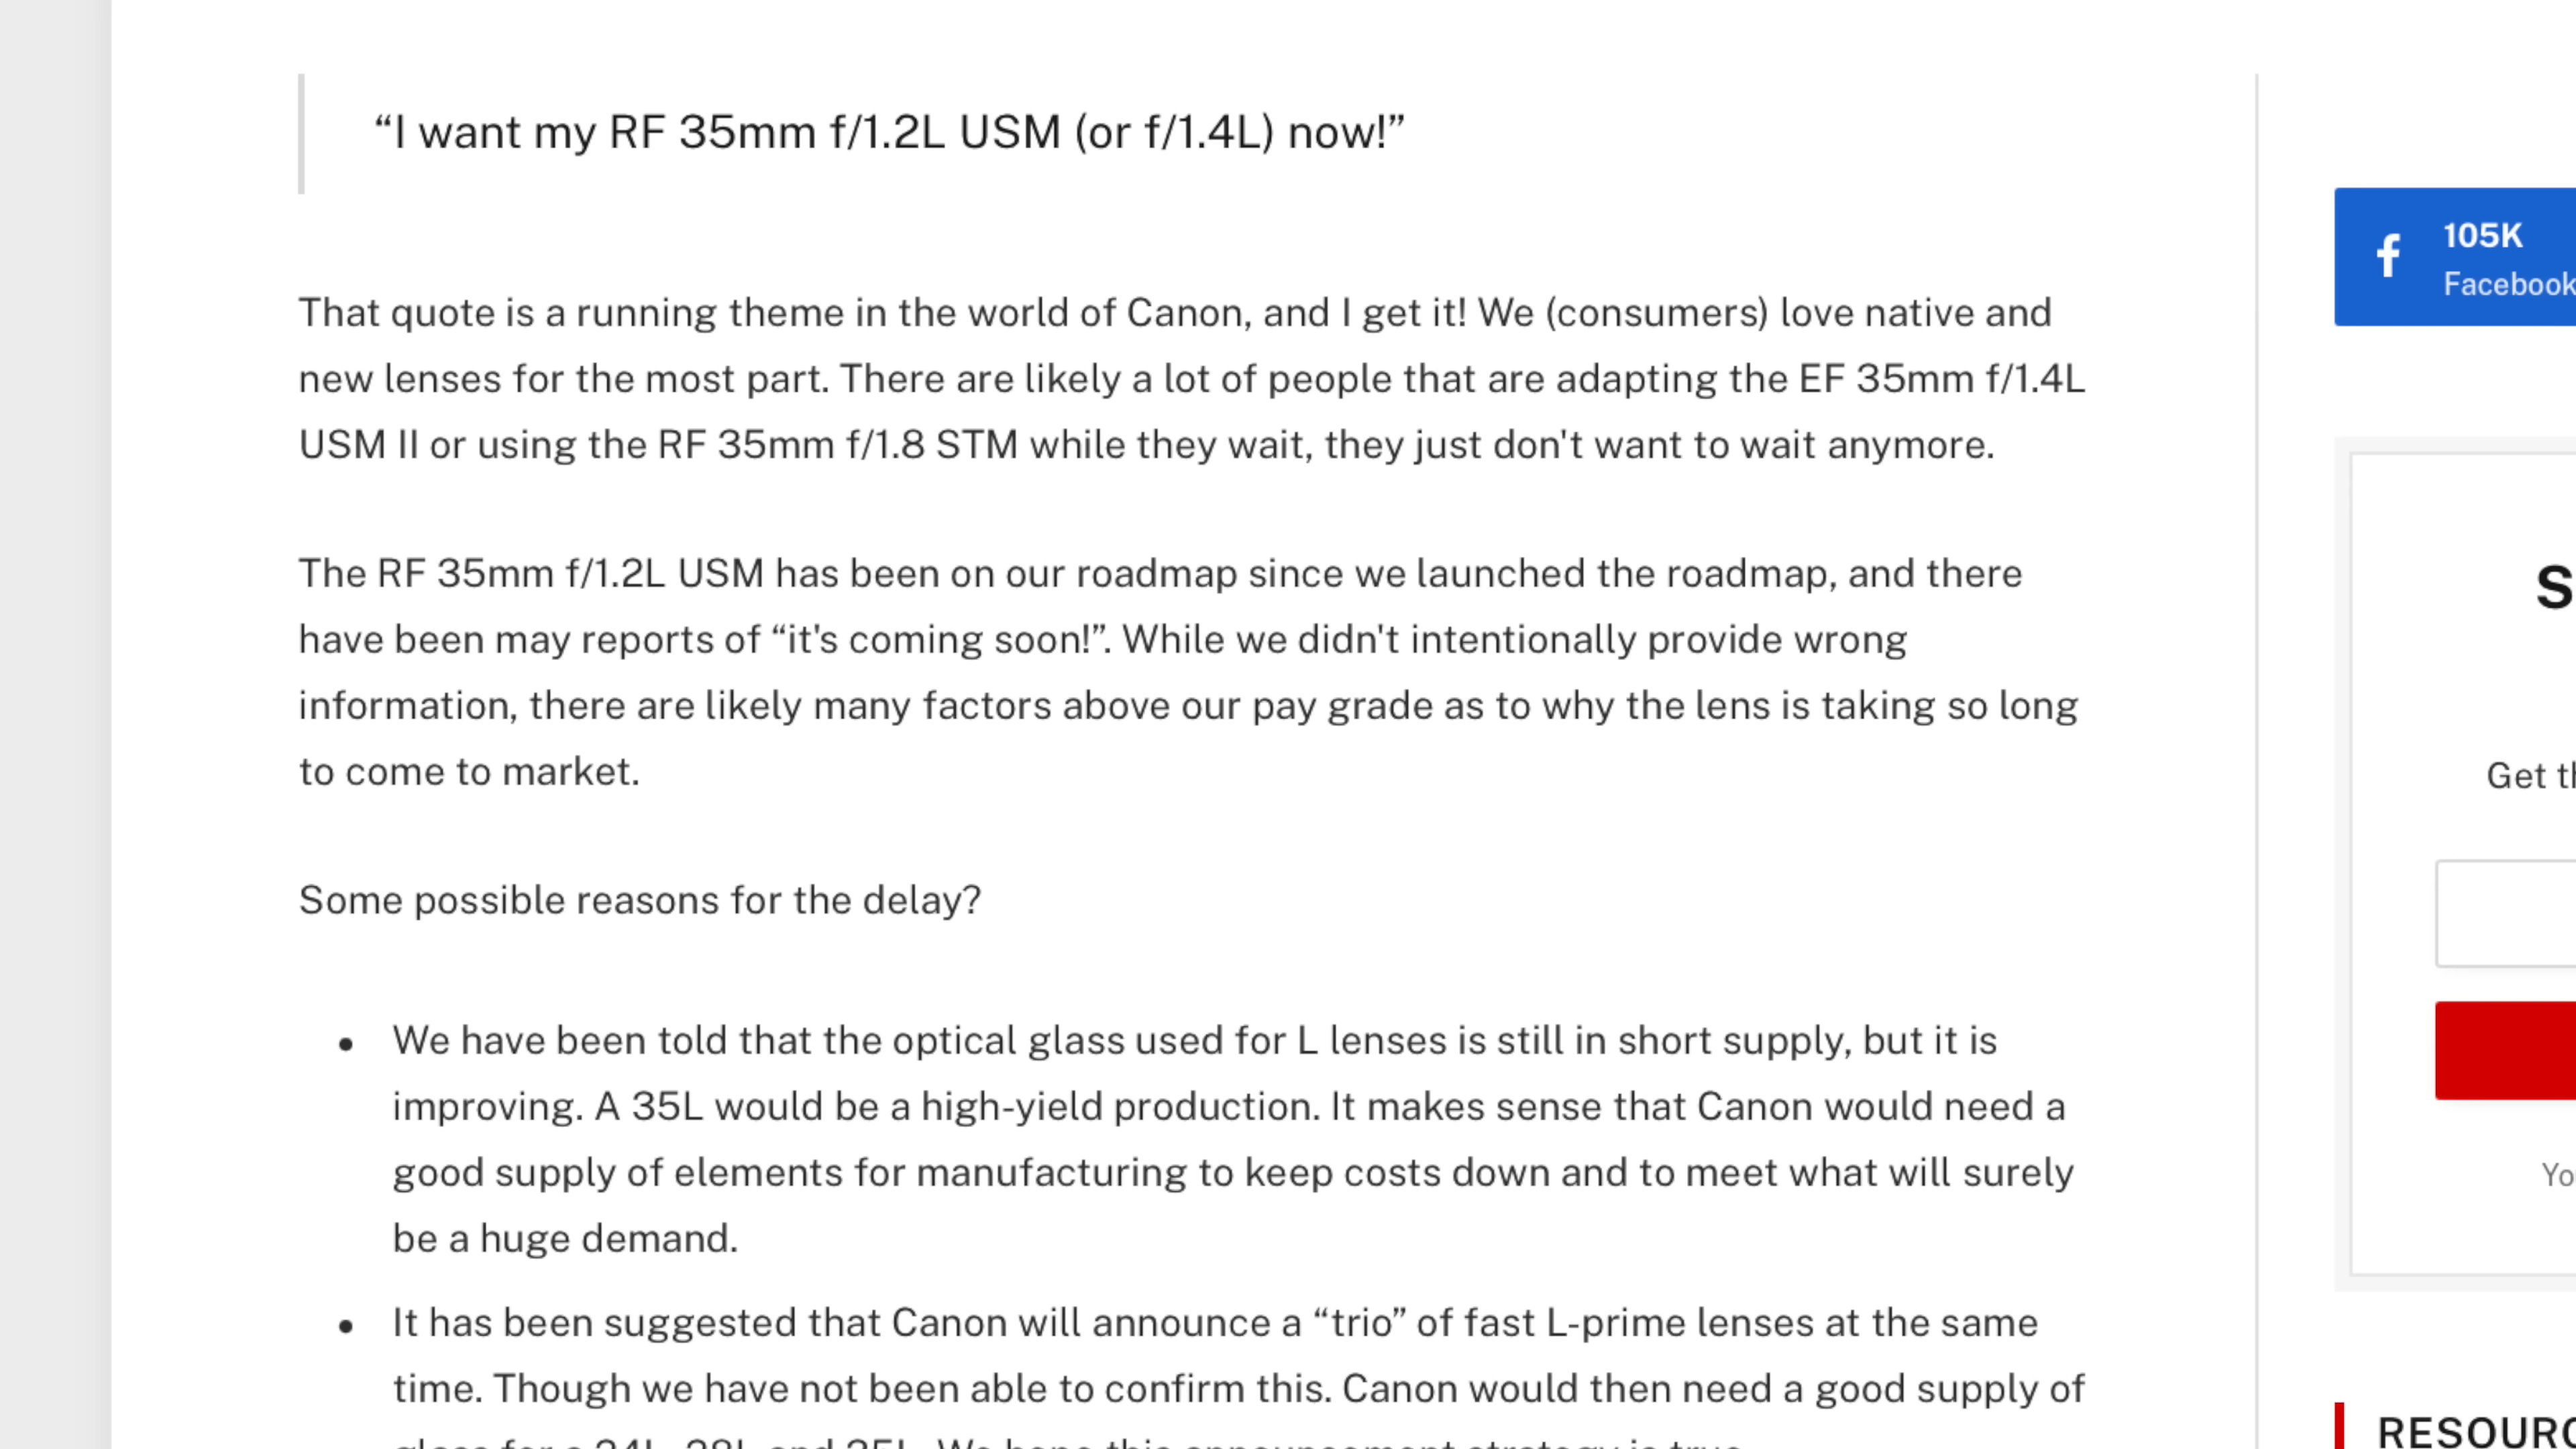 “I want my RF 35mm f/1.2L USM (or f/1.4L) now!”
That quote is a running theme in the world of Canon, and I get it! We (consumers) love native and
new lenses for the most part. There are likely a lot of people that are adapting the EF 35mm f/1.4L
USM II or using the RF 35mm f/1.8 STM while they wait, they just don't want to wait anymore.
The RF 35mm f/1.2L USM has been on our roadmap since we launched the roadmap, and there
have been may reports of “it's coming soon!”. While we didn't intentionally provide wrong
information, there are likely many factors above our pay grade as to why the lens is taking so long
to come to market.
Some possible reasons for the delay?
• We have been told that the optical glass used for L lenses is still in short supply, but it is
improving. A 35L would be a high-yield production. It makes sense that Canon would need a
good supply of elements for manufacturing to keep costs down and to meet what will surely
be a huge demand.
• It has been suggested that Canon will announce a “trio” of fast L-prime lenses at the same
time. Though we have not been able to confirm this. Canon would then need a good supply of
105K
Facebook
S
Get
Yo